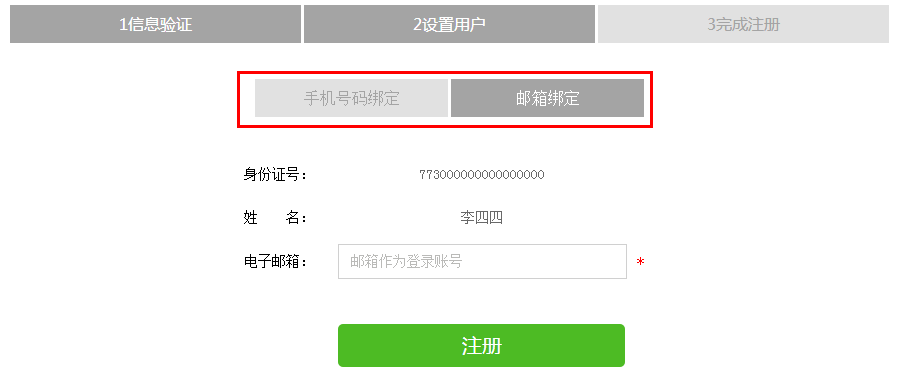 1信息验证 2设置用户 3完成注册
手机号码绑定 邮箱绑定
身份证号： 773000000000000000
姓 名： 李四四
电子邮箱： 邮箱作为登录账号 *
注册